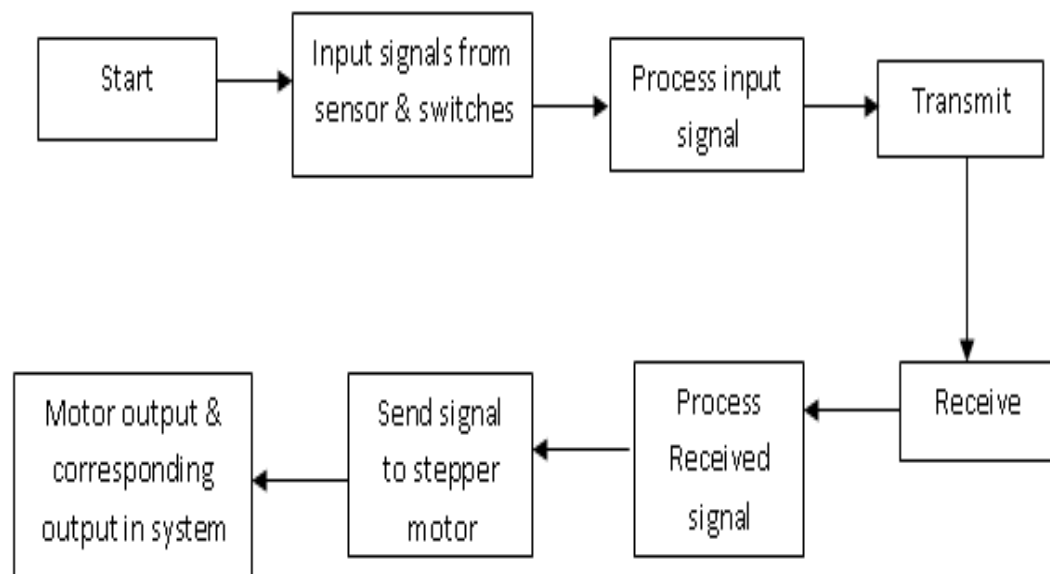 Start
Input signals from
sensor & switches
Process input
signal
Transmit
Receive
Process
Received
signal
Send signal
to stepper
motor
Motor output &
corresponding
output in system